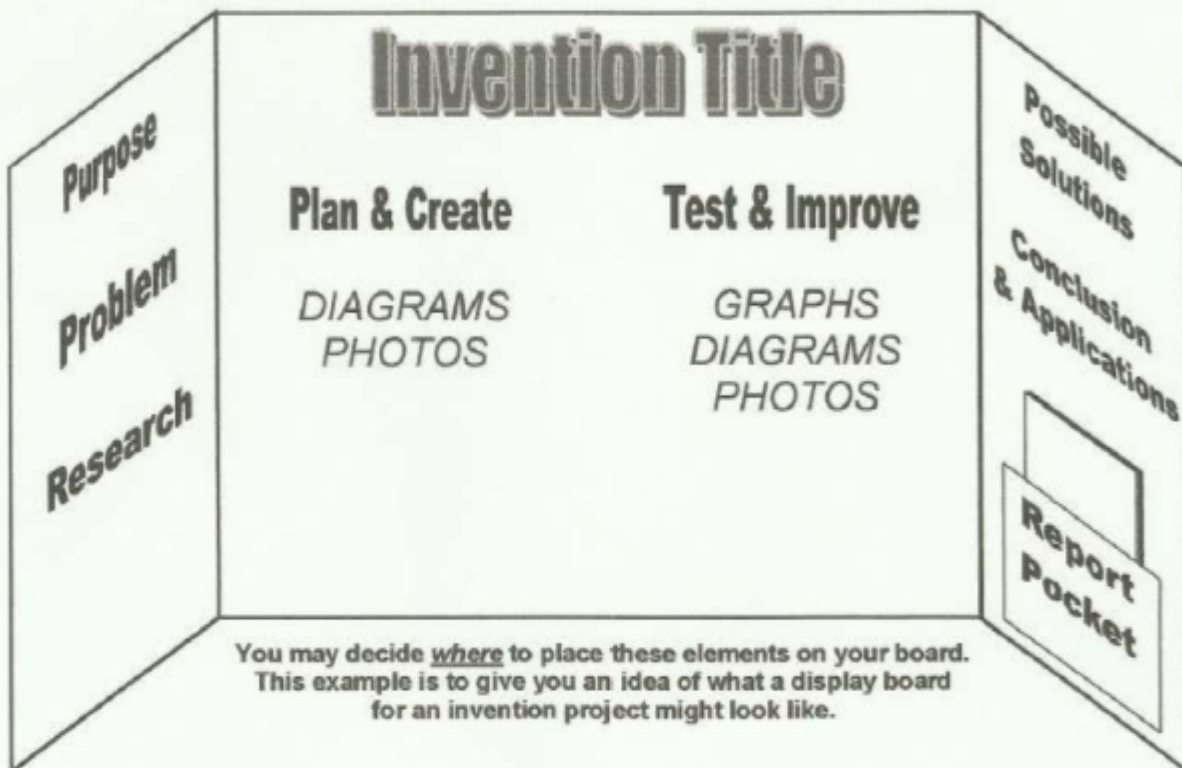 Invention Title
Purpose
Problem
Research
Plan & Create
DIAGRAMS
PHOTOS
Test & Improve
GRAPHS
DIAGRAMS
PHOTOS
Possible
Solutions
Conclusion
& Applications
Report
Pocket
You may decide where to place these elements on your board.
This example is to give you an idea of what a display board
for an invention project might look like.